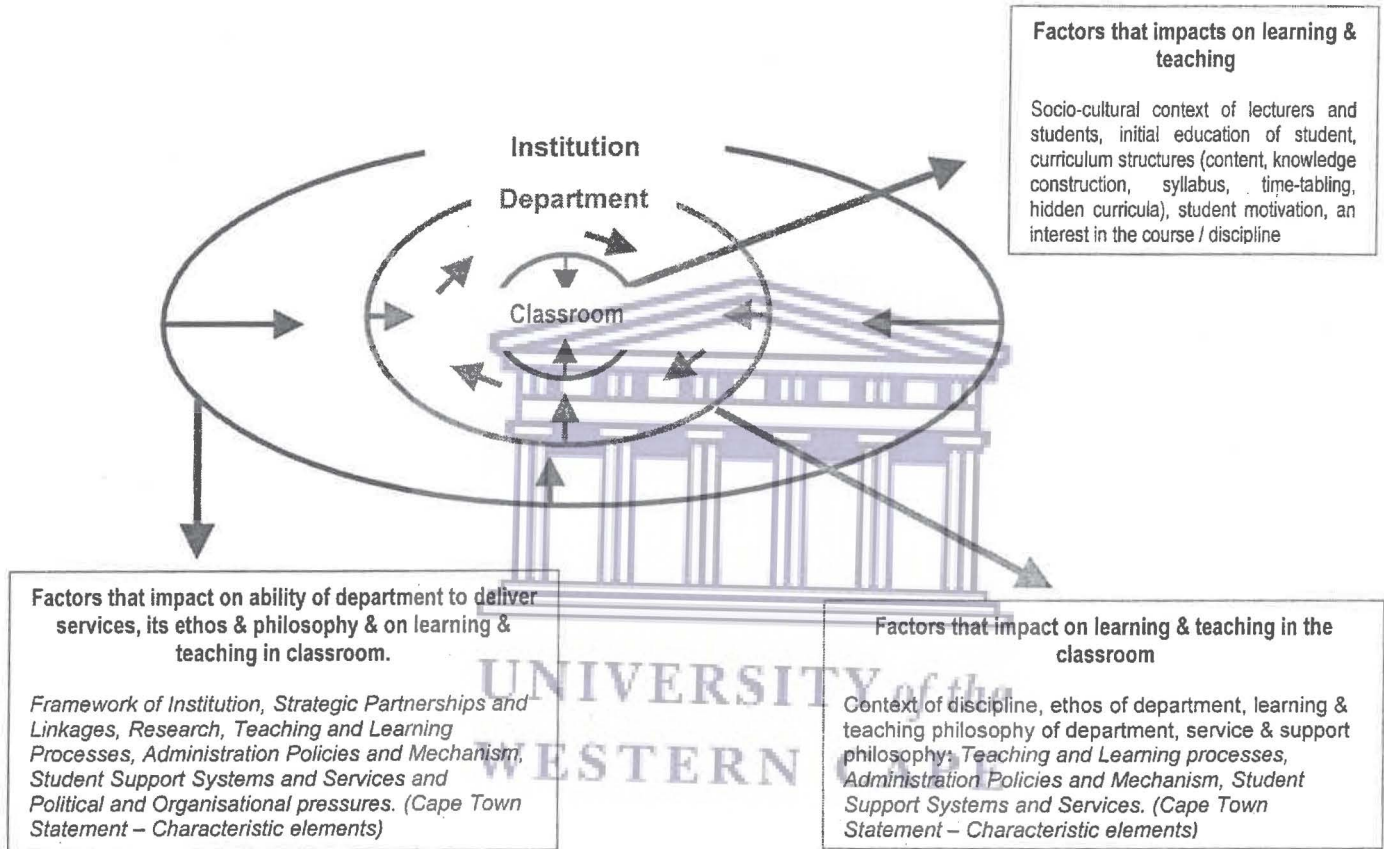 Factors that impacts on learning &
teaching
Socio-cultural context of lecturers and
students, initial education of student,
curriculum structures (content, knowledge
construction, syllabus, time-tabling,
hidden curricula), student motivation, an
interest in the course / discipline
Institution
Department
Classroom
Factors that impact on ability of department to deliver
services, its ethos & philosophy & on learning &
teaching in classroom.
Framework of Institution, Strategic Partnerships and
Linkages, Research, Teaching and Learning
Processes, Administration Policies and Mechanism,
Student Support Systems and Services and
Political and Organisational pressures. (Cape Town
Statement – Characteristic elements)
Factors that impact on learning & teaching in the
classroom
Context of discipline, ethos of department, learning &
teaching philosophy of department, service & support
philosophy: Teaching and Learning processes,
Administration Policies and Mechanism, Student
Support Systems and Services. (Cape Town
Statement – Characteristic elements)
UNIVERSITY of the
WESTERN CAPE